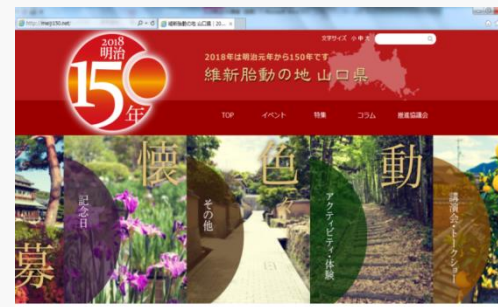 http://meiji150.net/
維新胎動の地 山口県 | 20...
文字サイズ 小 中 大
2018
明治
150
年
2018年は明治元年から150年です
維新胎動の地 山口県
TOP イベント 特集 コラム 推進協議会
募
記念日
懐
その他
色々
アクティビティ・体験
動
講演会・トークショー